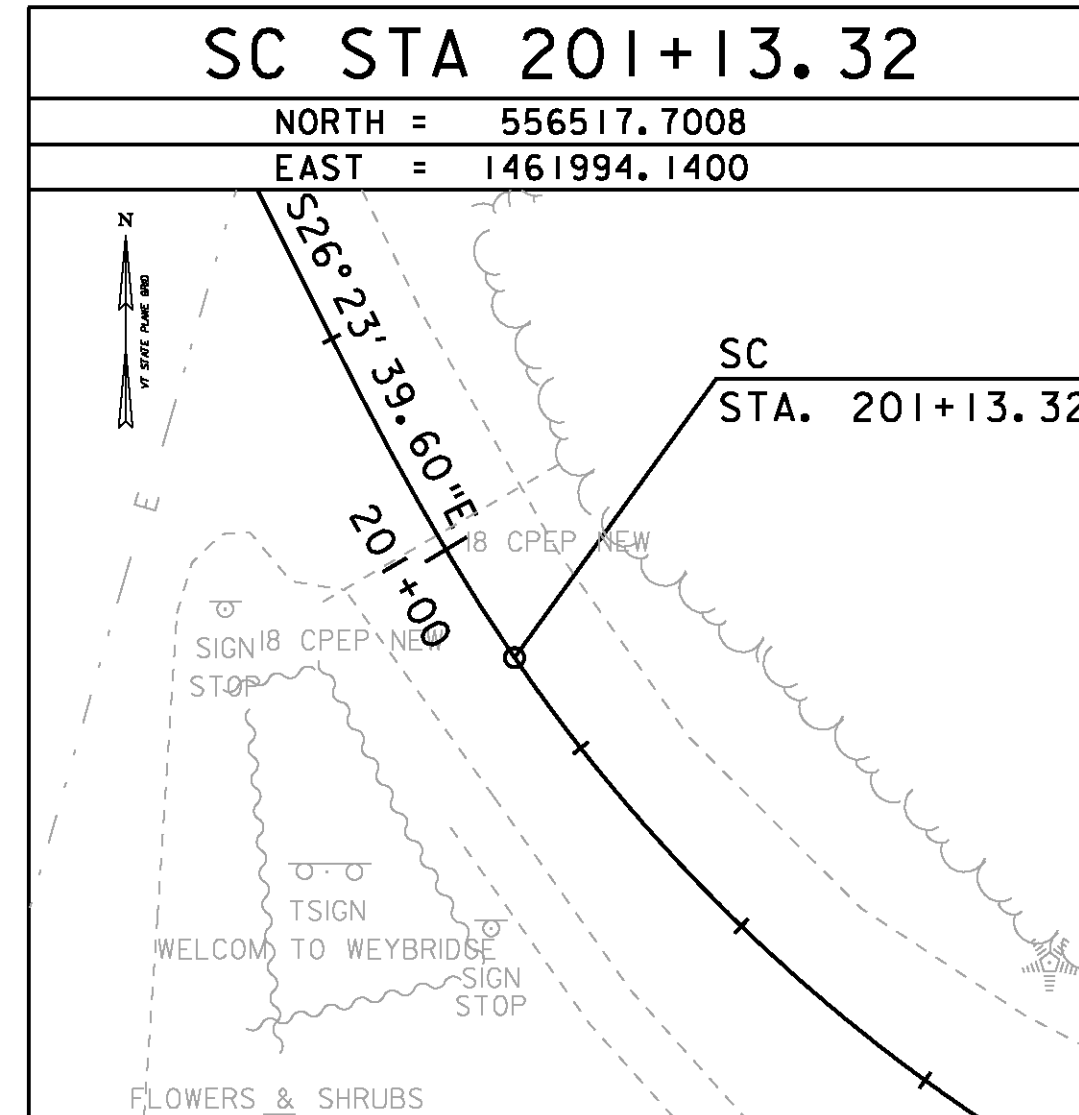 SC STA 201+13.32
NORTH = 556517.7008
EAST = 1461994.1400
N
VT STATE PLANE GRID
S26°23'39.60"E
SC
STA. 201+13.32
E
201+00
18 CPEP NEW
18 CPEP NEW
SIGN
STOP
TSIGN
WELCOM TO WEYBRIDGE
SIGN
STOP
FLOWERS & SHRUBS